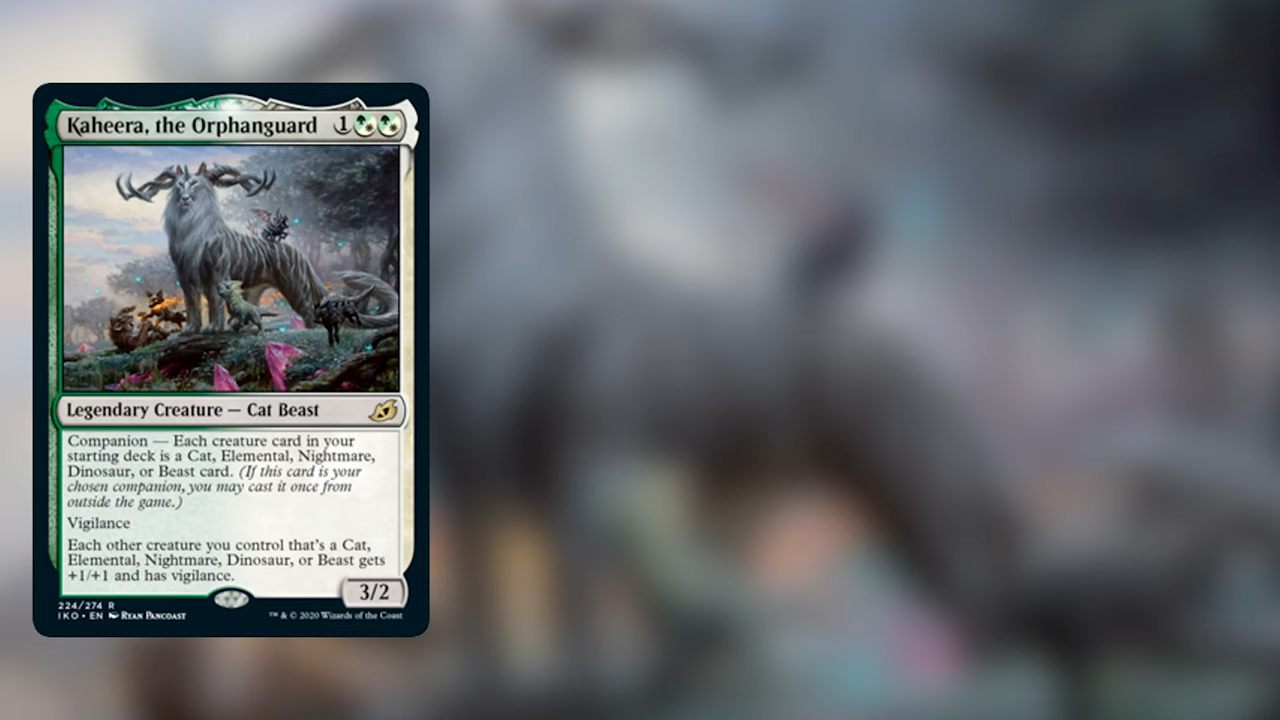 Kaheera, the Orphanguard 1
Legendary Creature — Cat Beast
Companion — Each creature card in your
starting deck is a Cat, Elemental, Nightmare,
Dinosaur, or Beast card. (If this card is your
chosen companion, you may cast it once from
outside the game.)
Vigilance
Each other creature you control that's a Cat,
Elemental, Nightmare, Dinosaur, or Beast gets
+1/+1 and has vigilance.
3/2
224/274 R
IKO • EN Ryan Pancoast
™ & © 2020 Wizards of the Coast